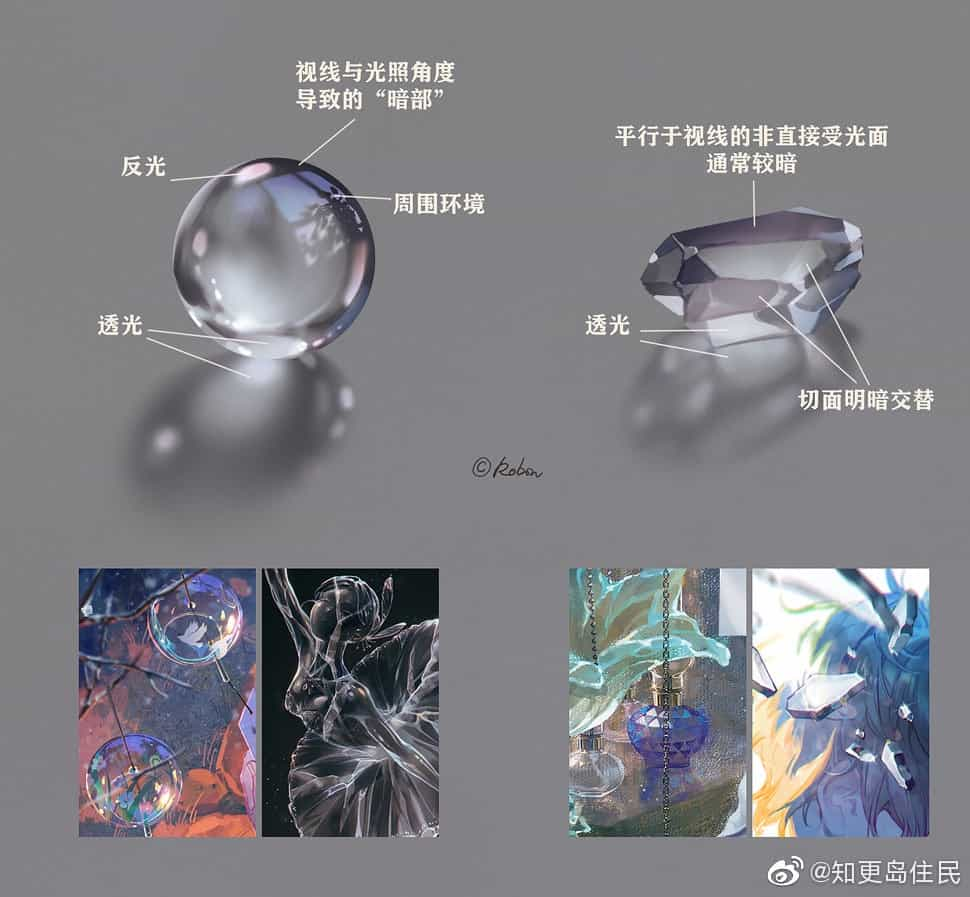 视线与光照角度
导致的“暗部”
反光
周围环境
透光
平行于视线的非直接受光面
通常较暗
透光
切面明暗交替
©Robon
@知更岛住民